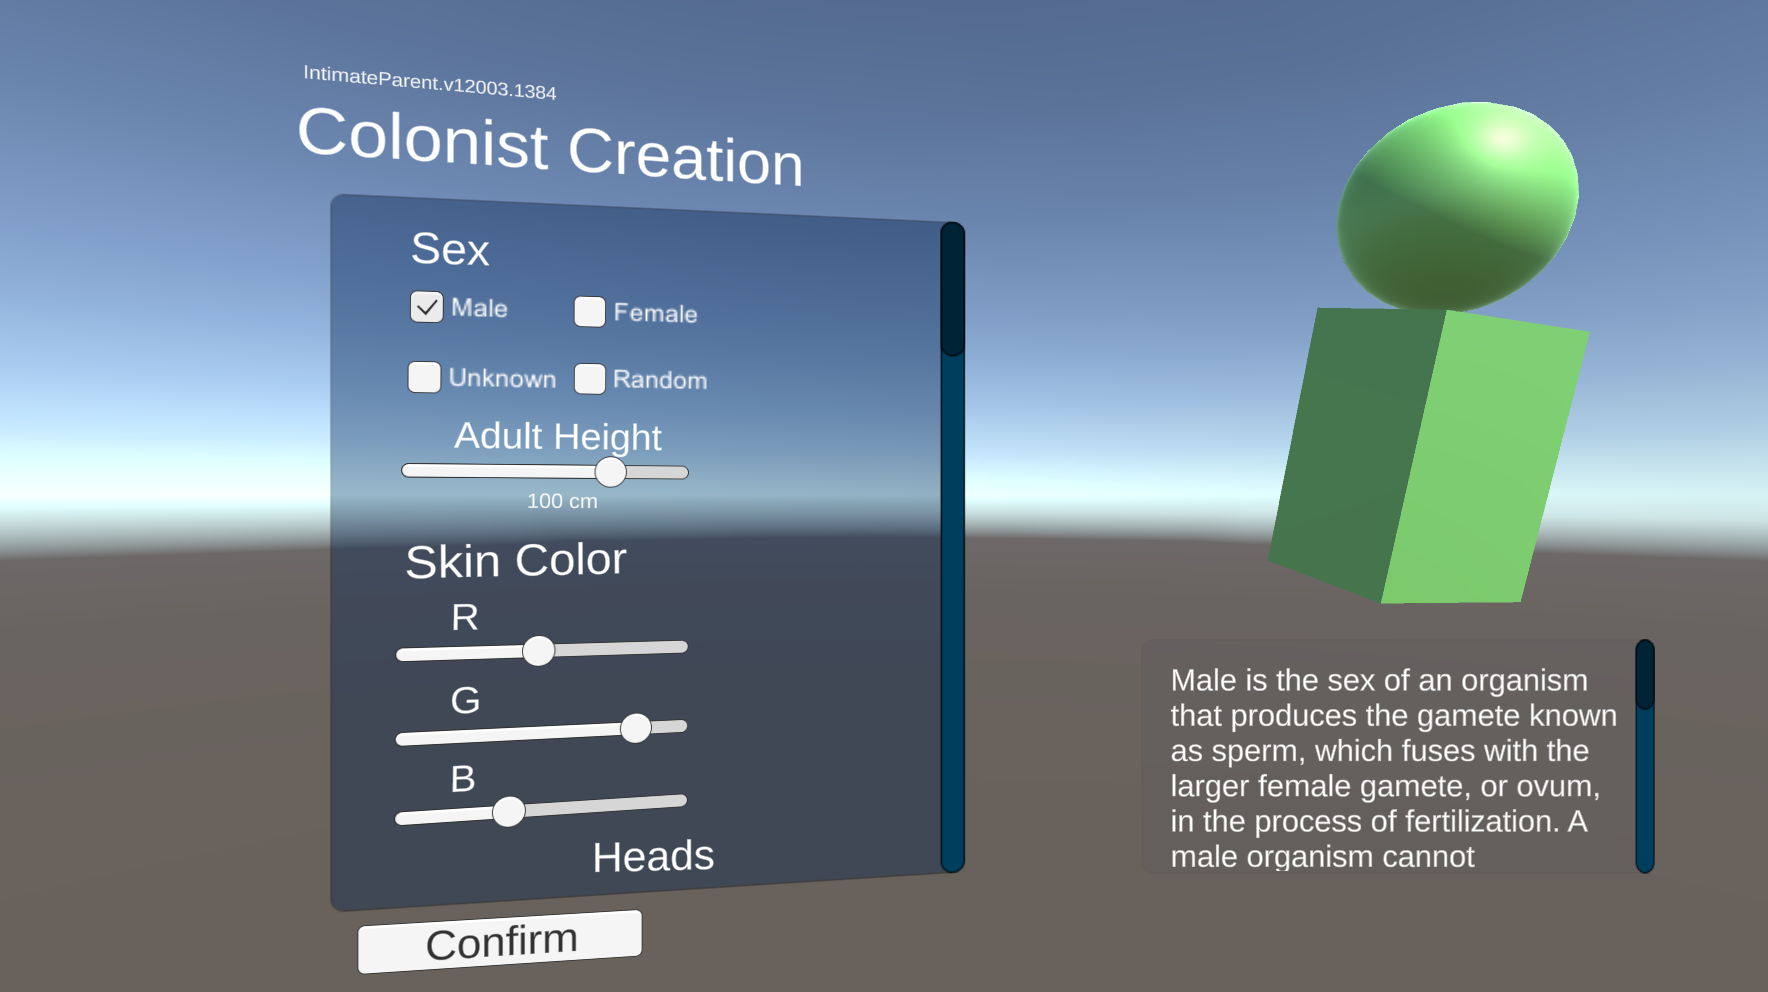 IntimateParent.v12003.1384
Colonist Creation
Sex
Male
Female
Unknown
Random
Adult Height
100 cm
Skin Color
R
G
B
Heads
Confirm
Male is the sex of an organism
that produces the gamete known
as sperm, which fuses with the
larger female gamete, or ovum,
in the process of fertilization. A
male organism cannot